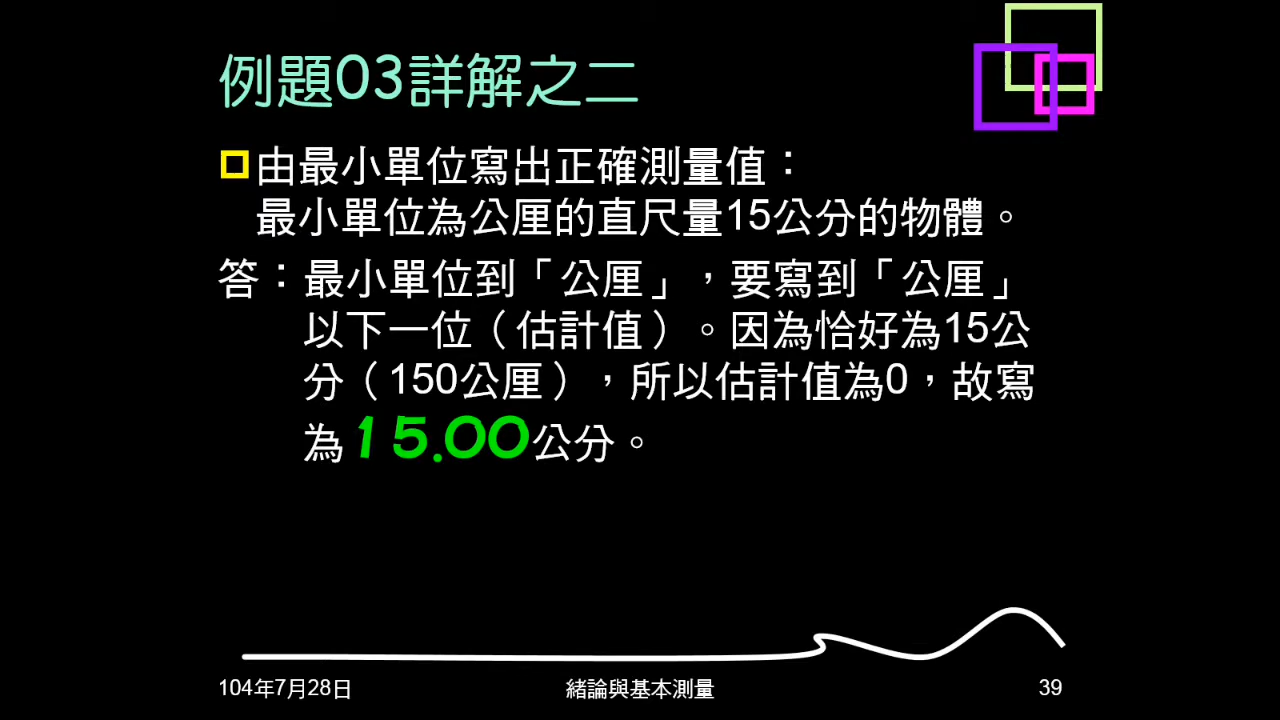 例題03詳解之二
由最小單位寫出正確測量值：
最小單位為公厘的直尺量15公分的物體。
答：最小單位到「公厘」，要寫到「公厘」
以下一位（估計值）。因為恰好為15公
分（150公厘），所以估計值為0，故寫
為15.00公分。
104年7月28日
緒論與基本測量
39